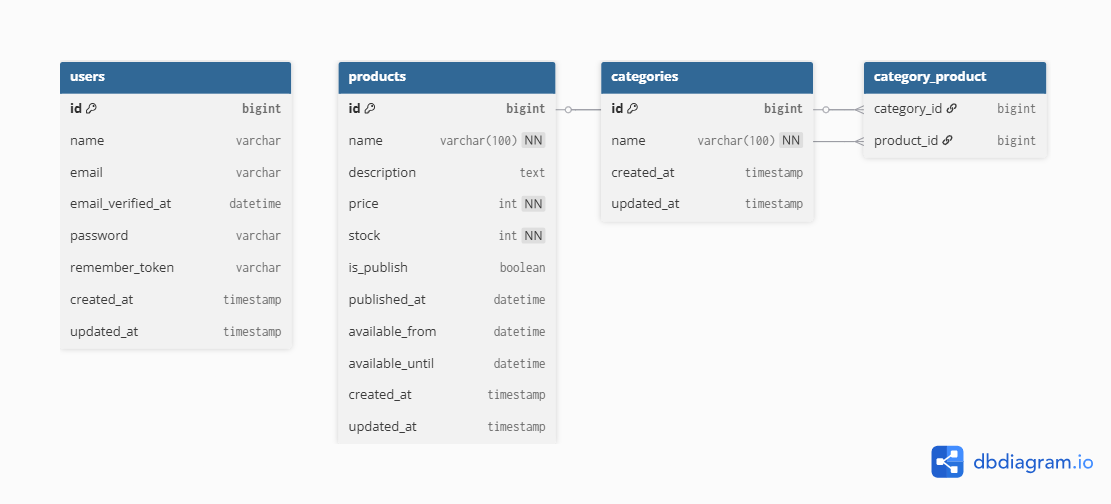 users
id bigint
name varchar
email varchar
email_verified_at datetime
password varchar
remember_token varchar
created_at timestamp
updated_at timestamp
products
id bigint
name varchar(100) NN
description text
price int NN
stock int NN
is_publish boolean
published_at datetime
available_from datetime
available_until datetime
created_at timestamp
updated_at timestamp
categories
id bigint
name varchar(100) NN
created_at timestamp
updated_at timestamp
category_product
category_id bigint
product_id bigint
dbdiagram.io